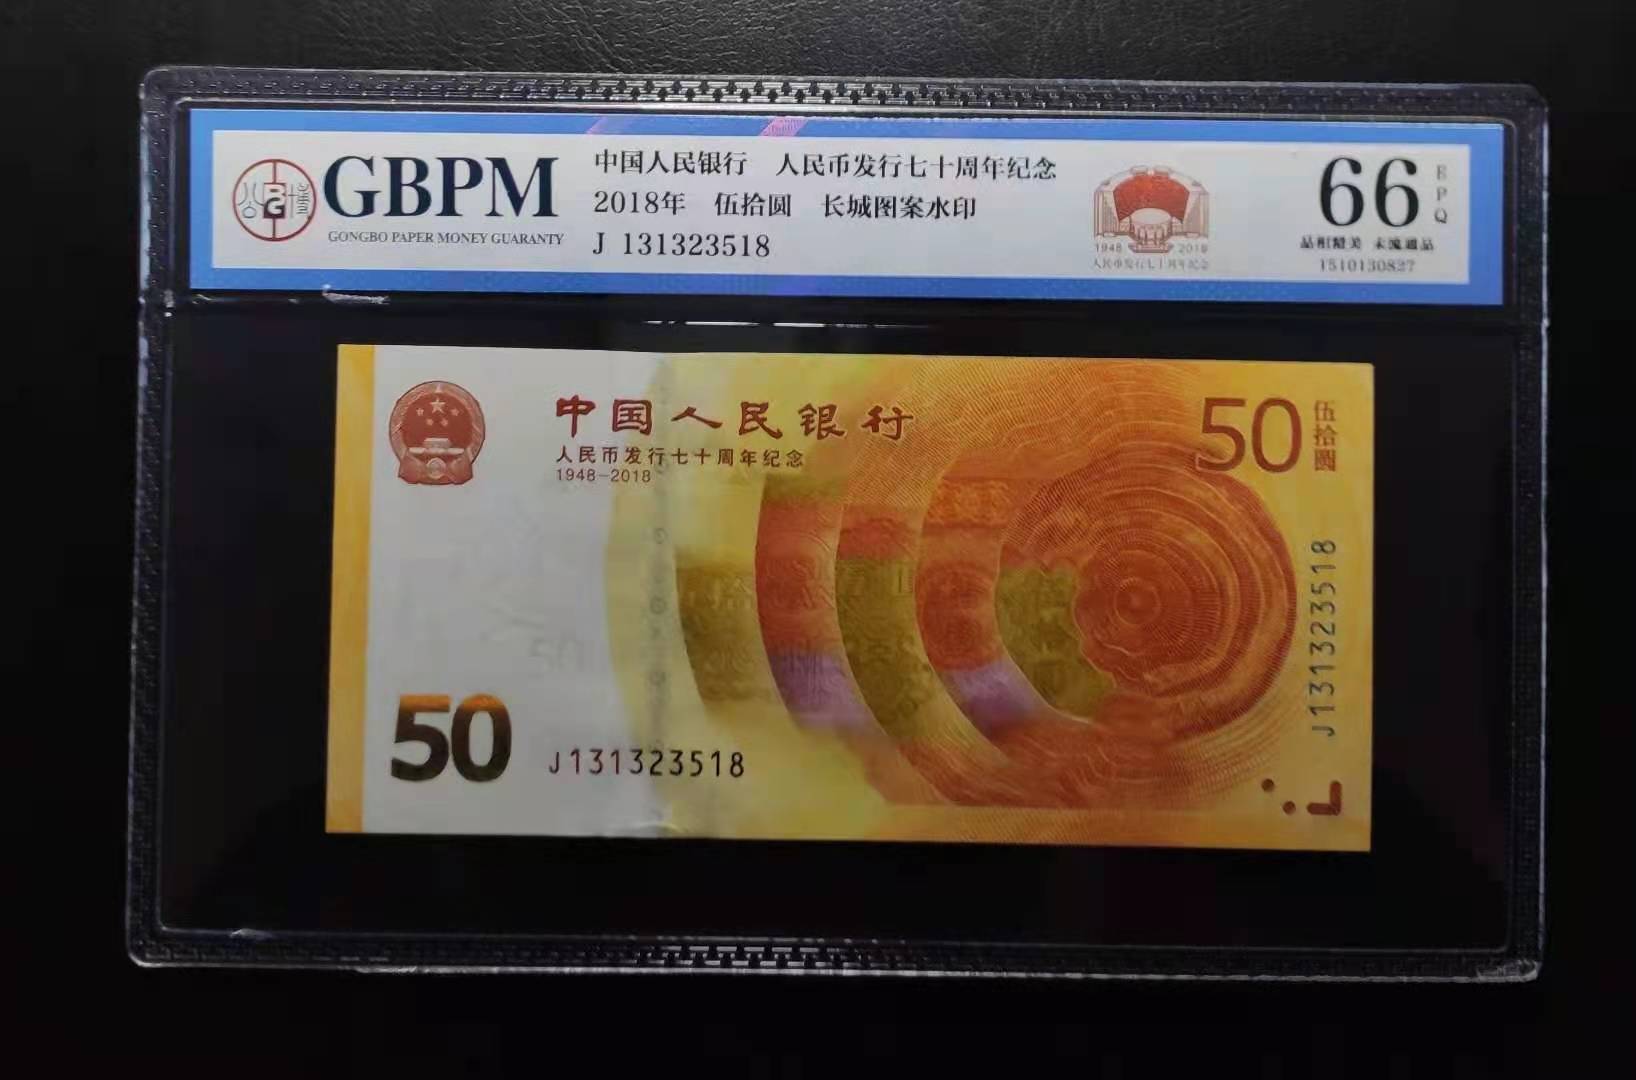 GBPM
GONGBO PAPER MONEY GUARANTY
中国人民银行 人民币发行七十周年纪念
2018年 伍拾圆 长城图案水印
J 131323518
1948 2018
人民币发行七十周年纪念
66
EPQ
品相精美 未流通品
1510130827
中国人民银行
人民币发行七十周年纪念
1948-2018
50
伍拾圆
J131323518
50
J131323518